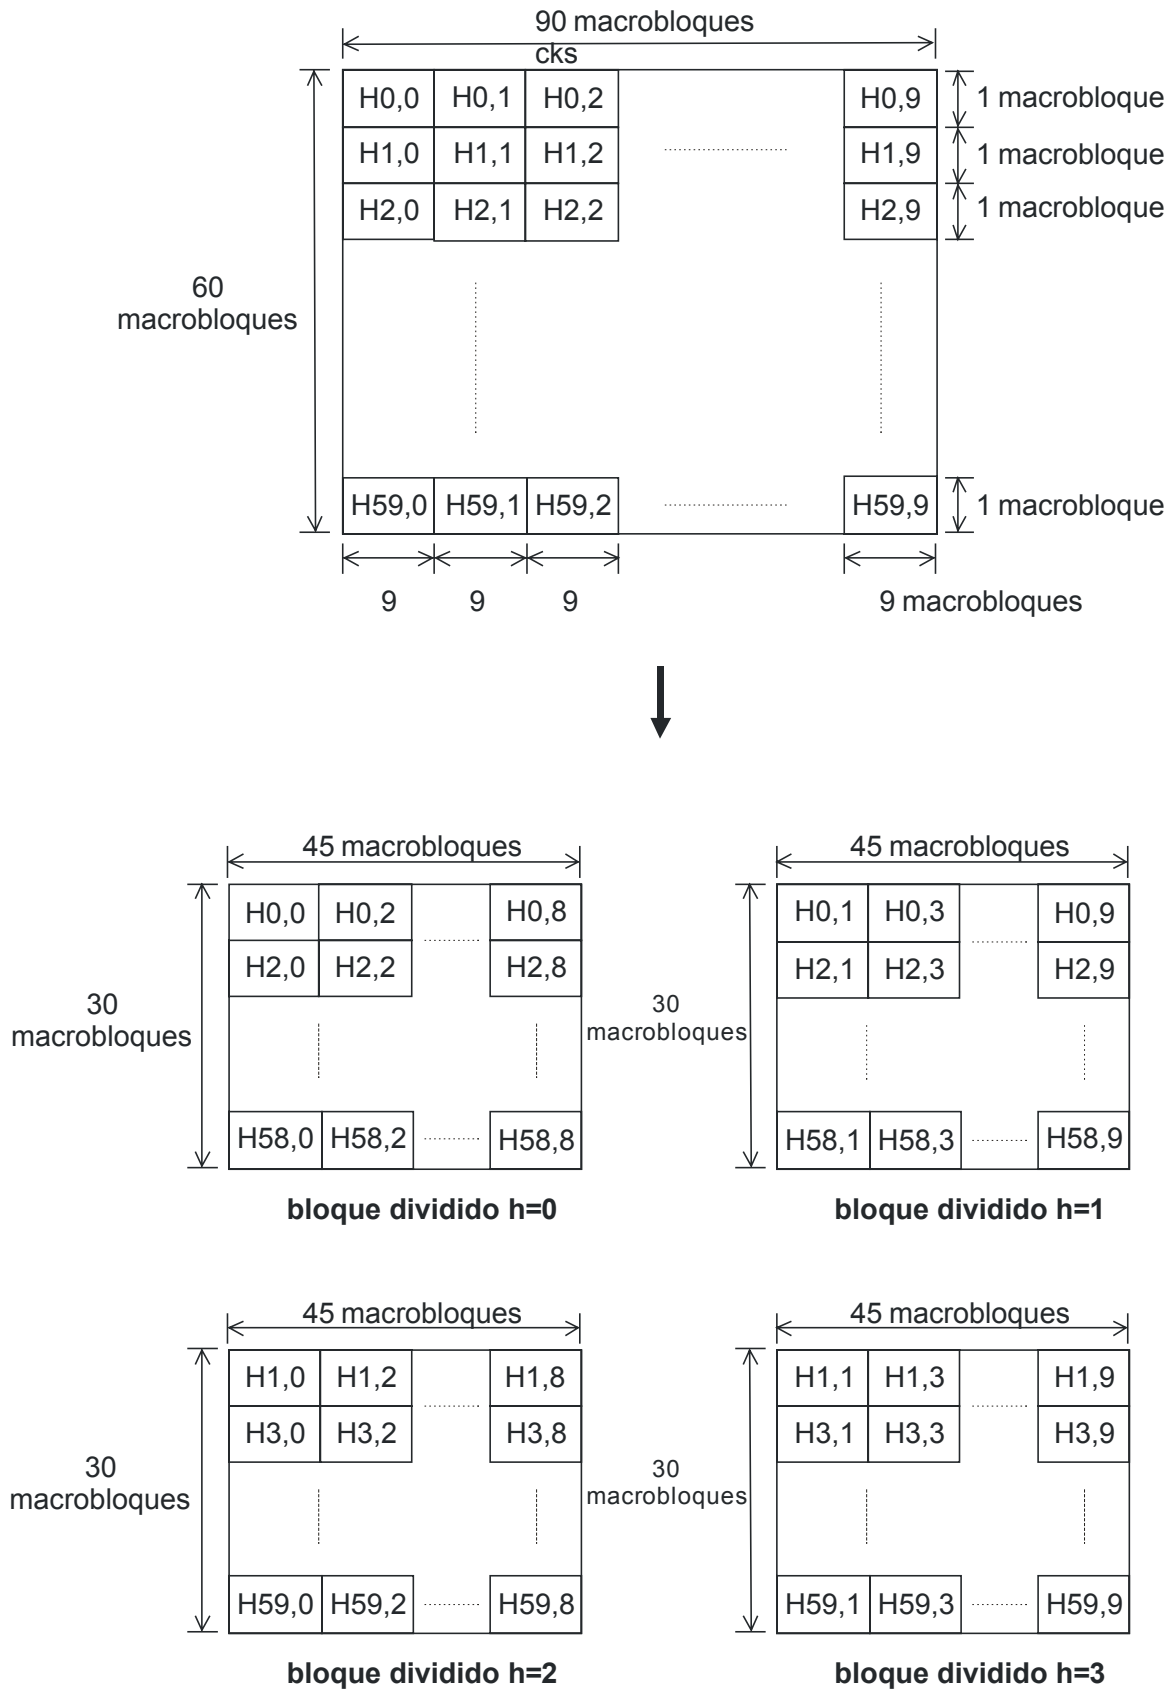 90 macrobloques
cks
H0,0 H0,1 H0,2 H0,9 1 macrobloque
H1,0 H1,1 H1,2 H1,9 1 macrobloque
H2,0 H2,1 H2,2 H2,9 1 macrobloque
60
macrobloques
H59,0 H59,1 H59,2 H59,9 1 macrobloque
9 9 9 9 macrobloques
45 macrobloques 45 macrobloques
H0,0 H0,2 H0,8 H0,1 H0,3 H0,9
H2,0 H2,2 H2,8 H2,1 H2,3 H2,9
30 30
macrobloques macrobloques
H58,0 H58,2 H58,8 H58,1 H58,3 H58,9
bloque dividido h=0 bloque dividido h=1
45 macrobloques 45 macrobloques
H1,0 H1,2 H1,8 H1,1 H1,3 H1,9
H3,0 H3,2 H3,8 H3,1 H3,3 H3,9
30 30
macrobloques macrobloques
H59,0 H59,2 H59,8 H59,1 H59,3 H59,9
bloque dividido h=2 bloque dividido h=3